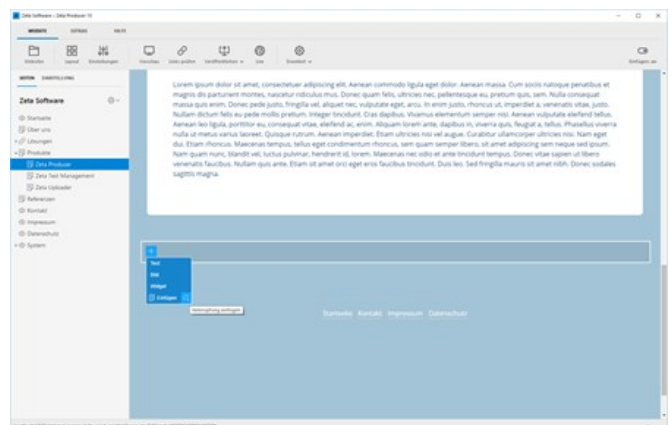 Zeta Software - Zeta Producer 15
WEBSITE EXTRAS HILFE
Websites Layout Einstellungen Vorschau Links prüfen Veröffentlichen Live Standort Einfügen: an
SEITEN DARSTELLUNG
Zeta Software
Startseite
Über uns
Lösungen
Produkte
Zeta Producer
Zeta Test Management
Zeta Uploader
Referenzen
Kontakt
Impressum
Datenschutz
System
Lorem ipsum dolor sit amet, consectetuer adipiscing elit. Aenean commodo ligula eget dolor. Aenean massa. Cum sociis natoque penatibus et
magnis dis parturient montes, nascetur ridiculus mus. Donec quam felis, ultricies nec, pellentesque eu, pretium quis, sem. Nulla consequat
massa quis enim. Donec pede justo, fringilla vel, aliquet nec, vulputate eget, arcu. In enim justo, rhoncus ut, imperdiet a, venenatis vitae, justo.
Nullam dictum felis eu pede mollis pretium. Integer tincidunt. Cras dapibus. Vivamus elementum semper nisi. Aenean vulputate eleifend tellus.
Aenean leo ligula, porttitor eu, consequat vitae, eleifend ac, enim. Aliquam lorem ante, dapibus in, viverra quis, feugiat a, tellus. Phasellus viverra
nulla ut metus varius laoreet. Quisque rutrum. Aenean imperdiet. Etiam ultricies nisi vel augue. Curabitur ullamcorper ultricies nisi. Nam eget
dui. Etiam rhoncus. Maecenas tempus, tellus eget condimentum rhoncus, sem quam semper libero, sit amet adipiscing sem neque sed ipsum.
Nam quam nunc, blandit vel, luctus pulvinar, hendrerit id, lorem. Maecenas nec odio et ante tincidunt tempus. Donec vitae sapien ut libero
venenatis faucibus. Nullam quis ante. Etiam sit amet orci eget eros faucibus tincidunt. Duis leo. Sed fringilla mauris sit amet nibh. Donec sodales
sagittis magna.
Text
Bild
Widget
Einfügen
Verknüpfung einfügen
Startseite Kontakt Impressum Datenschutz